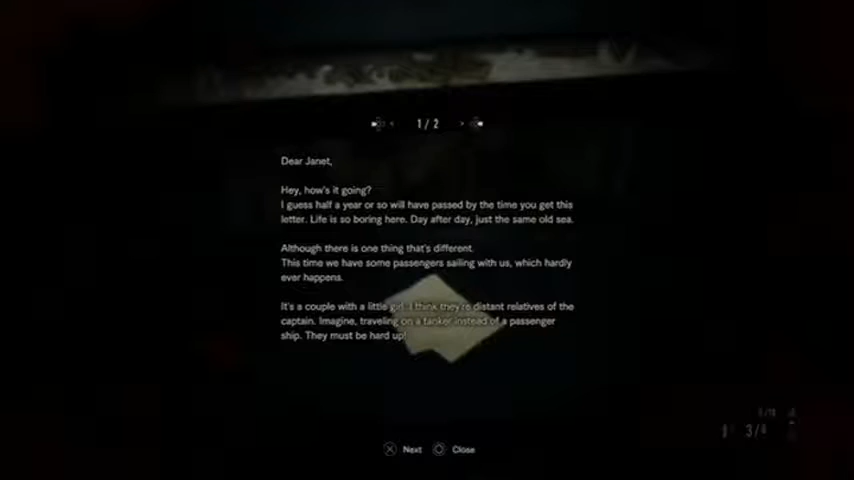 1 / 2
Dear Janet,
Hey, how's it going?
I guess half a year or so will have passed by the time you get this
letter. Life is so boring here. Day after day, just the same old sea.
Although there is one thing that's different.
This time we have some passengers sailing with us, which hardly
ever happens.
It's a couple with a little girl. I think they're distant relatives of the
captain. Imagine, traveling on a tanker instead of a passenger
ship. They must be hard up!
3/4
Next Close